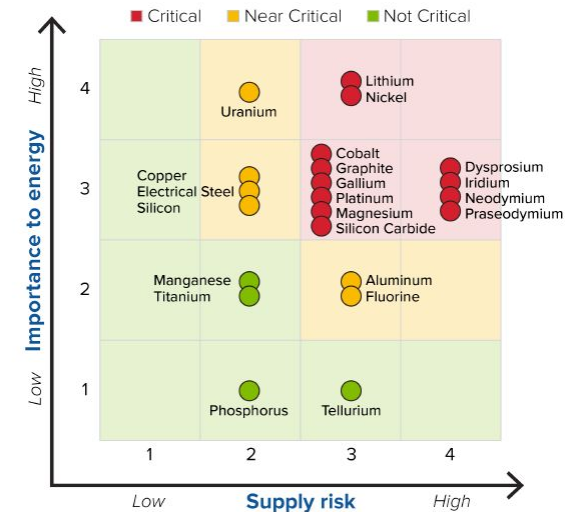 Critical Near Critical Not Critical
High
Importance to energy
Low
4
3
2
1
Uranium
Lithium
Nickel
Copper
Electrical Steel
Silicon
Cobalt
Graphite
Gallium
Platinum
Magnesium
Silicon Carbide
Dysprosium
Iridium
Neodymium
Praseodymium
Manganese
Titanium
Aluminum
Fluorine
Phosphorus
Tellurium
1 2 3 4
Low Supply risk High